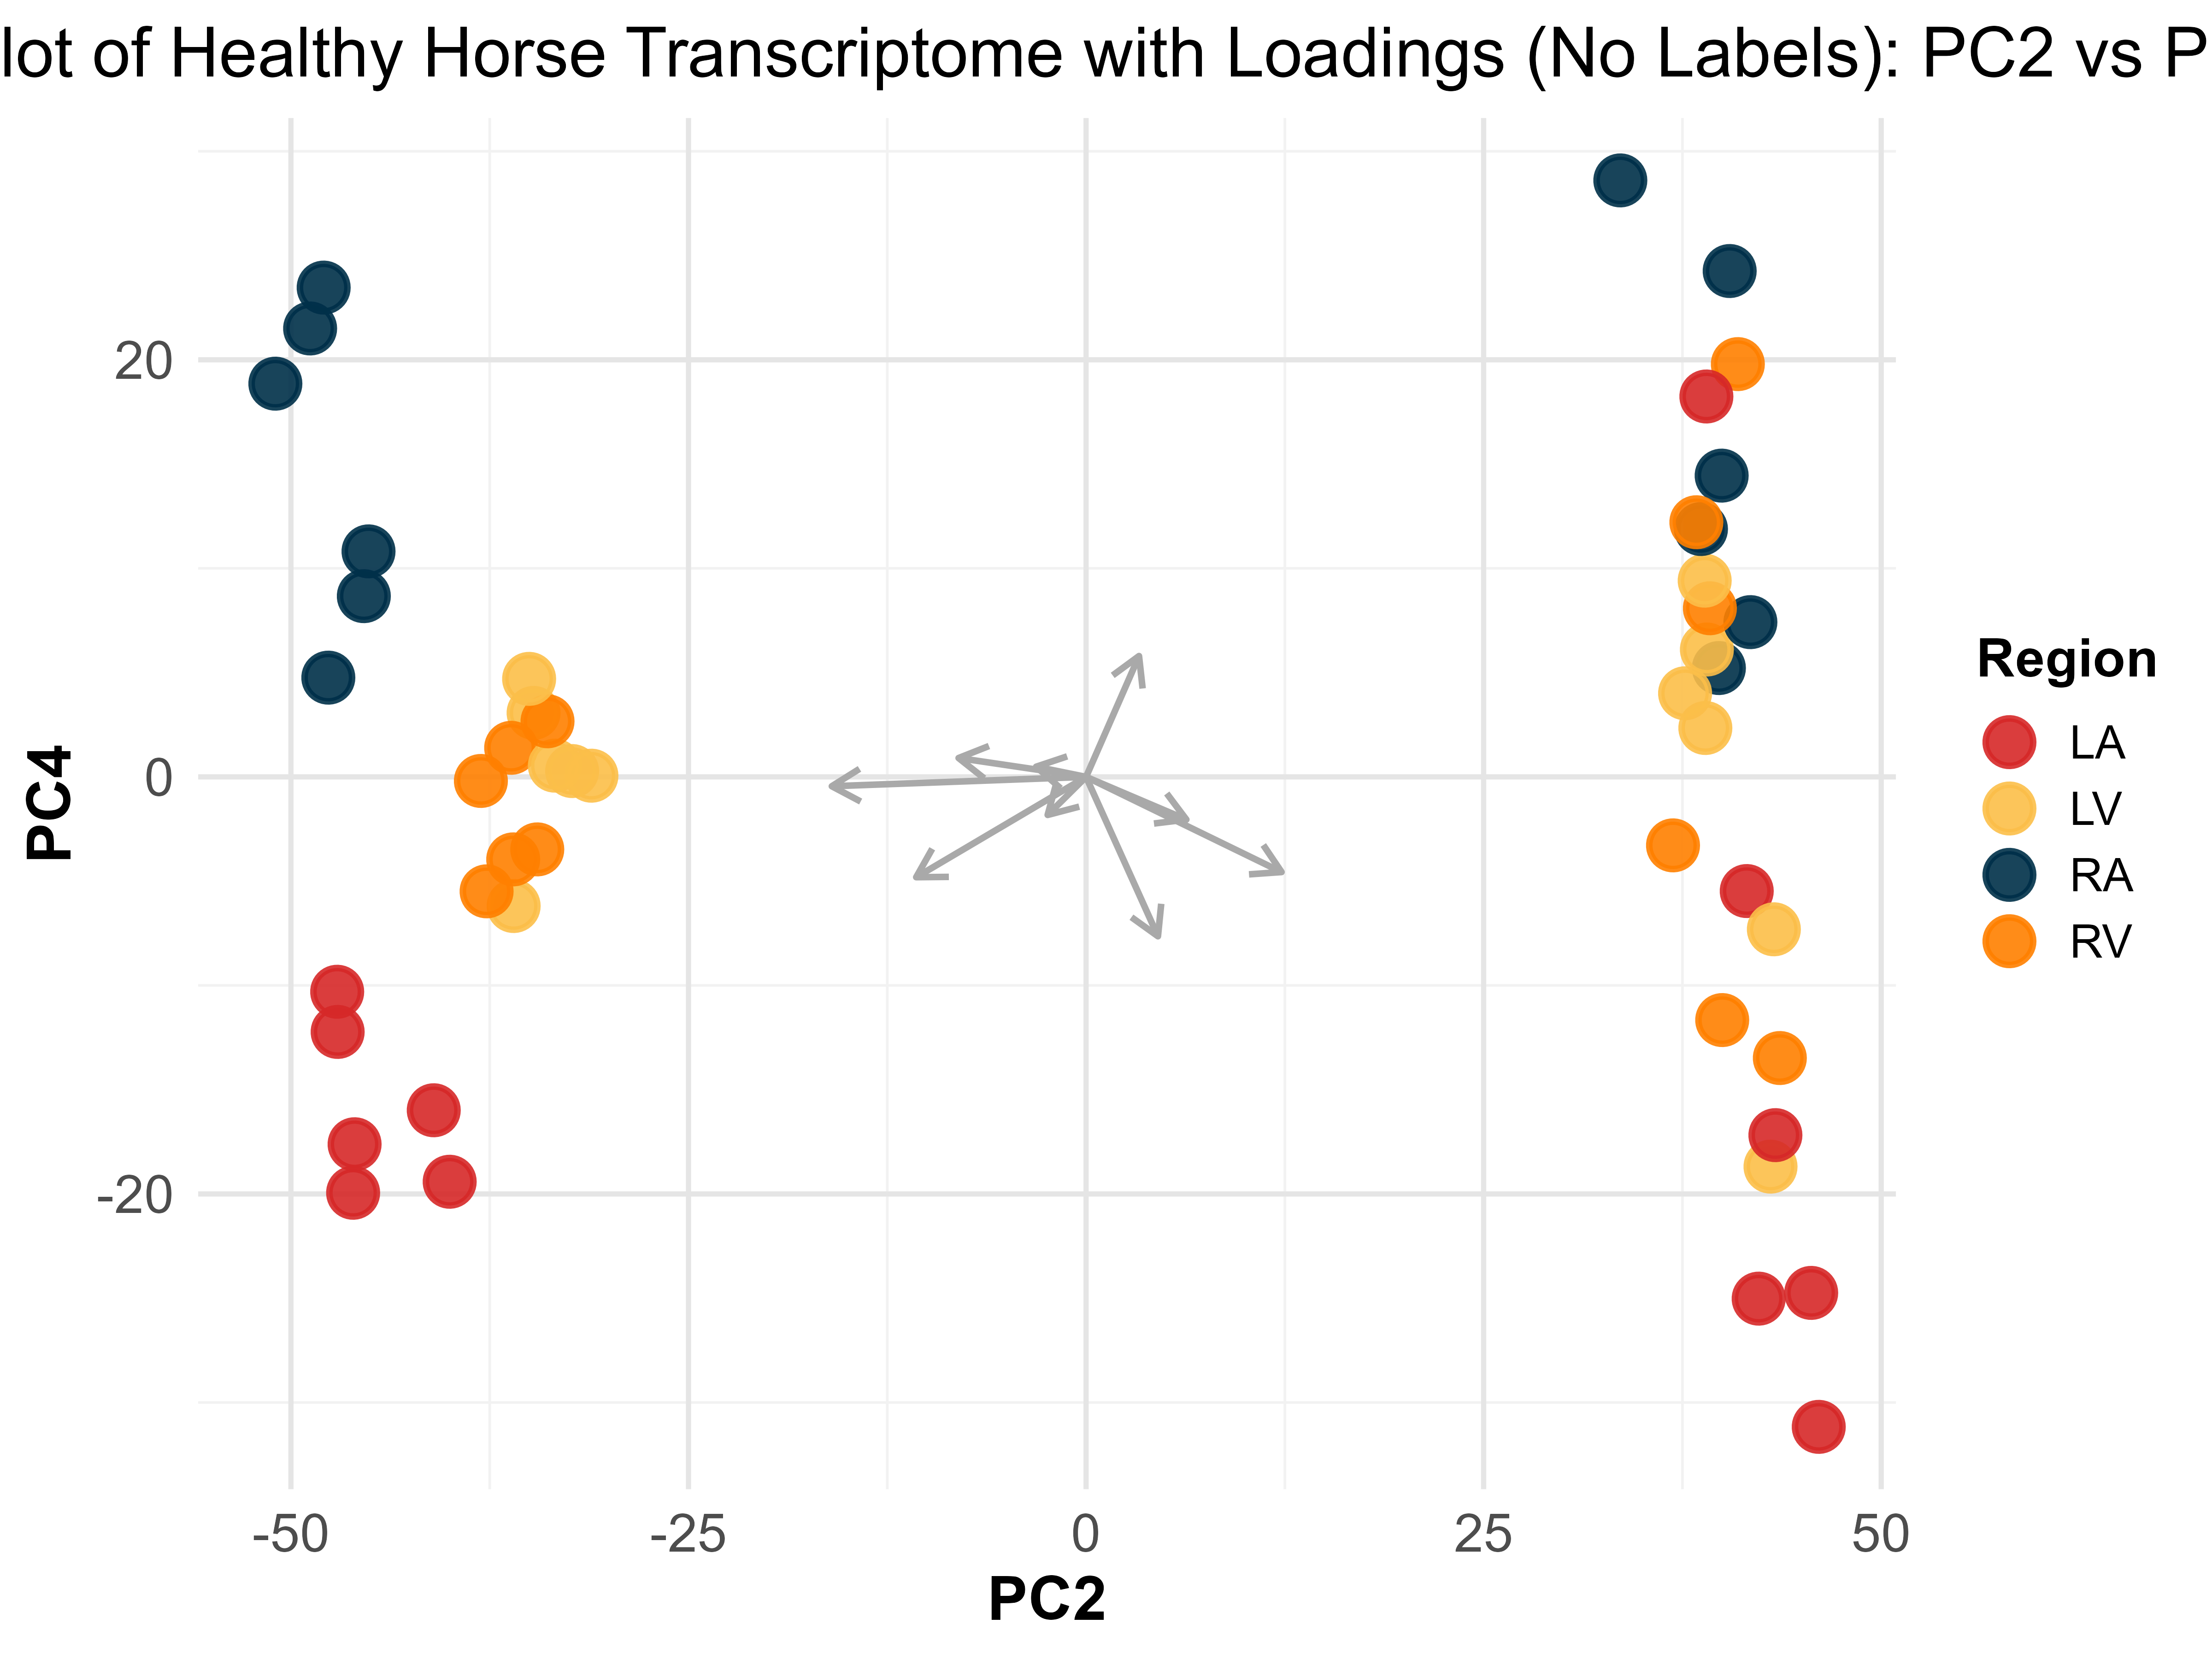 lot of Healthy Horse Transcriptome with Loadings (No Labels): PC2 vs P
20
0
-20
PC4
-50
-25
0
25
50
PC2
Region
LA
LV
RA
RV